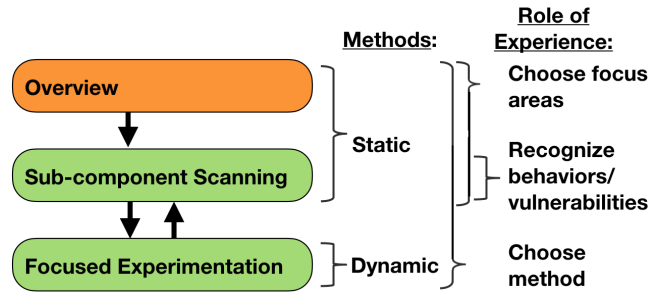 Role of
Methods: Experience:
Overview
Choose focus
areas
Static
Sub-component Scanning
Recognize
behaviors/
vulnerabilities
Focused Experimentation
Dynamic
Choose
method